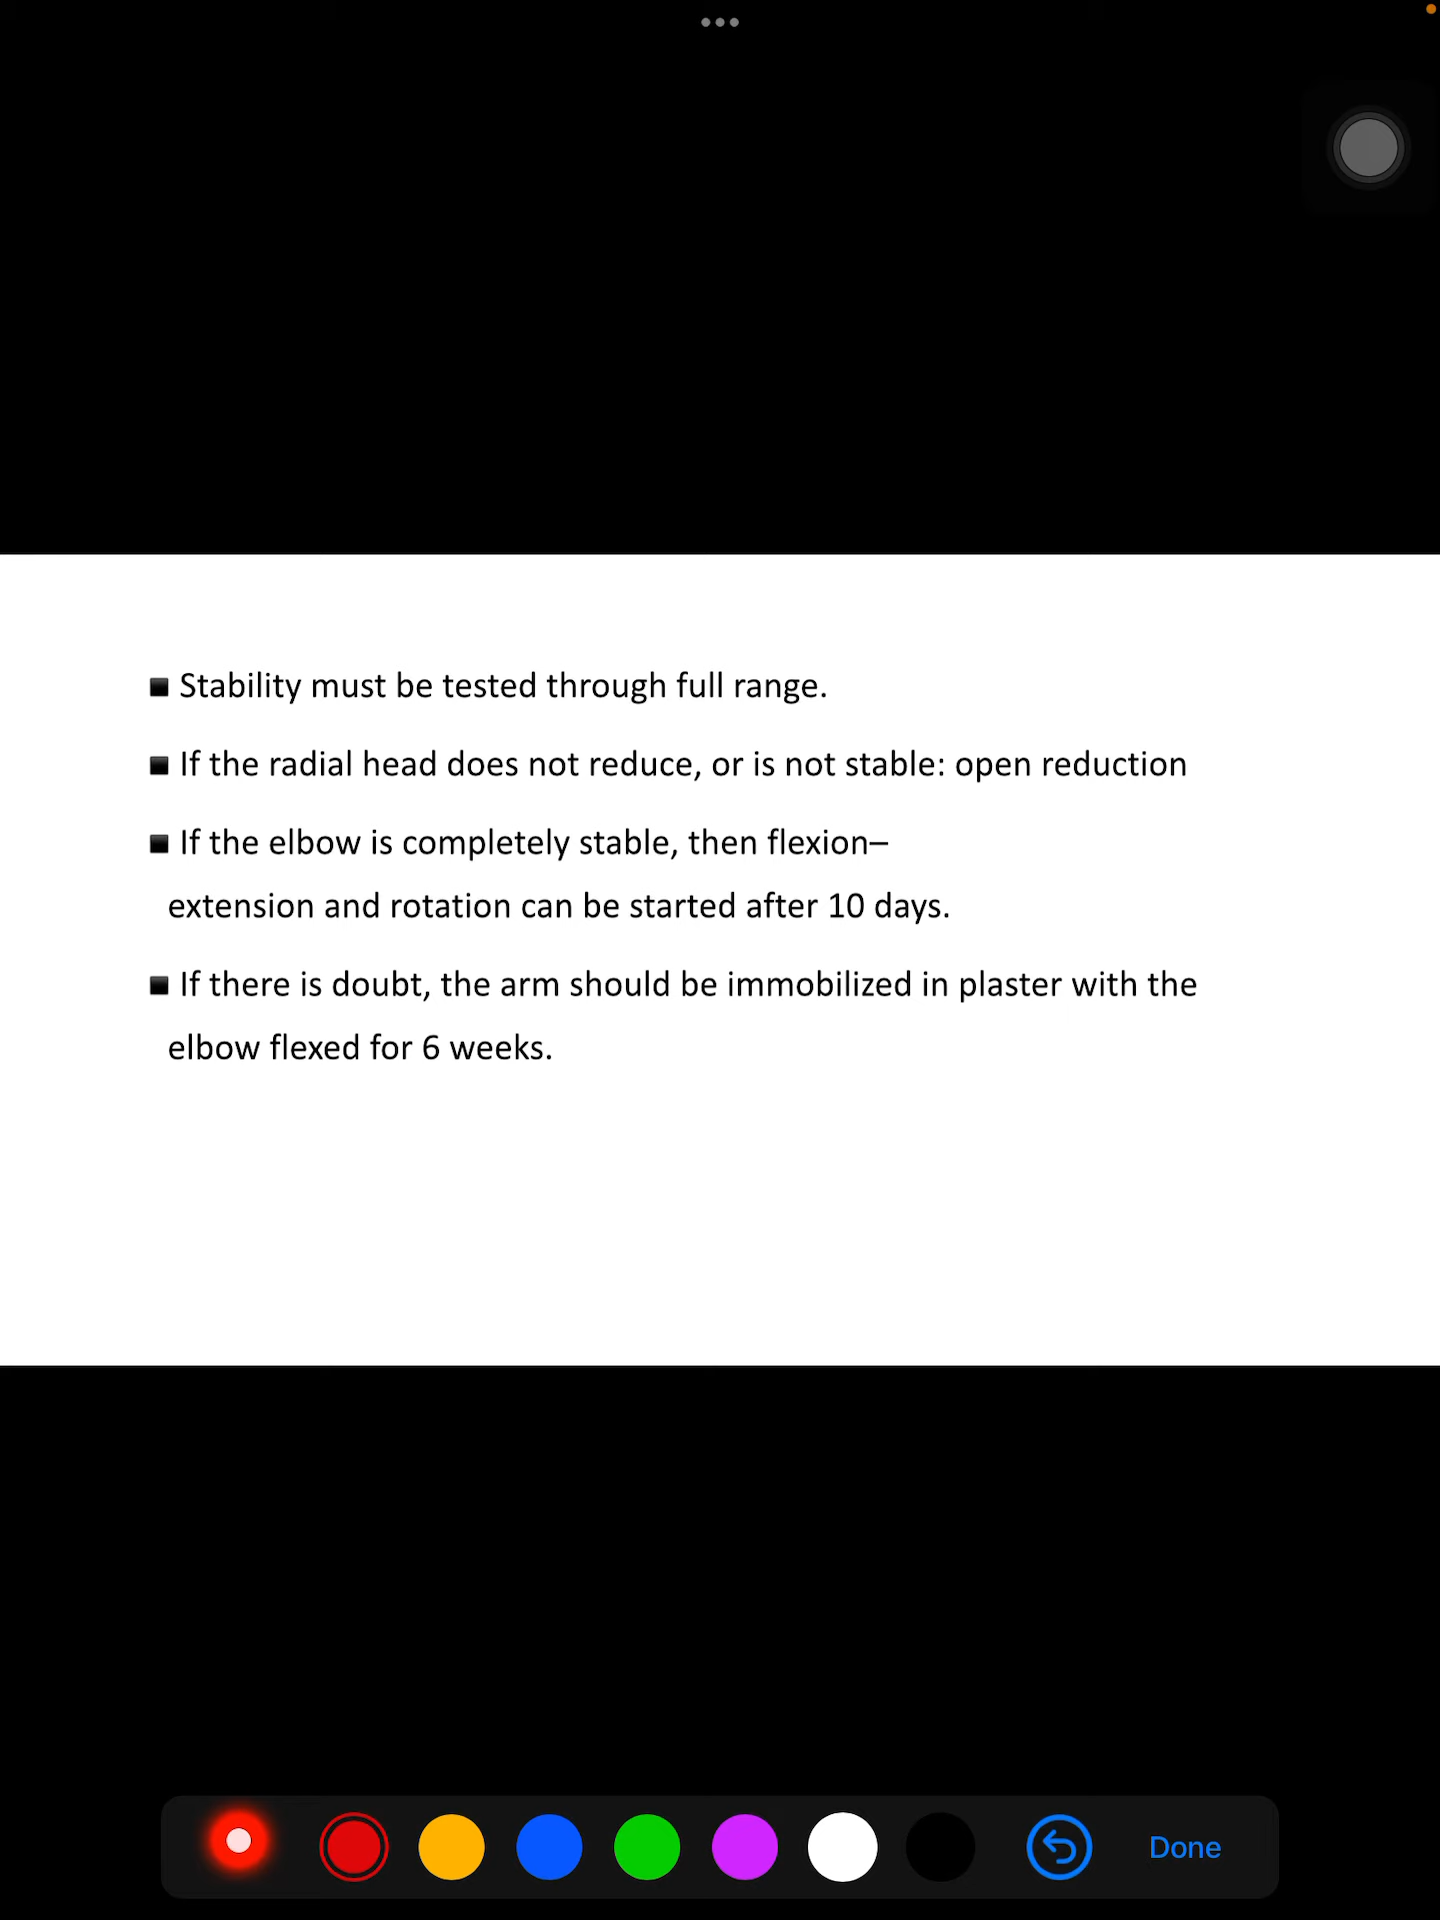 ▪ Stability must be tested through full range.
▪ If the radial head does not reduce, or is not stable: open reduction
▪ If the elbow is completely stable, then flexion–
extension and rotation can be started after 10 days.
▪ If there is doubt, the arm should be immobilized in plaster with the
elbow flexed for 6 weeks.
Done